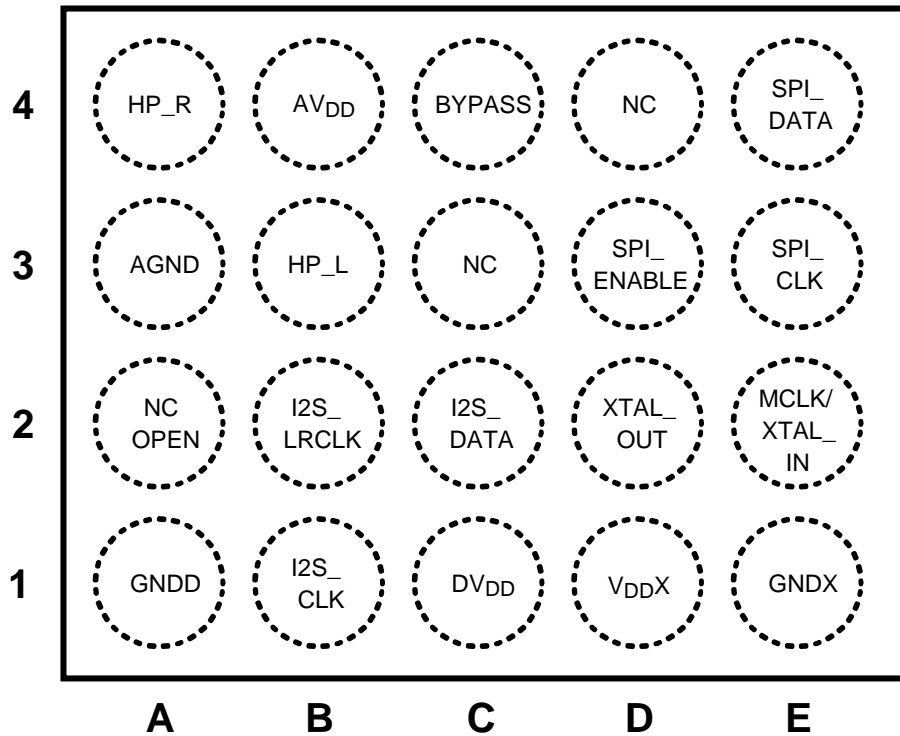 4
HP_R
AVDD
BYPASS
NC
SPI_
DATA
3
AGND
HP_L
NC
SPI_
ENABLE
SPI_
CLK
2
NC
OPEN
I2S_
LRCLK
I2S_
DATA
XTAL_
OUT
MCLK/
XTAL_
IN
1
GNDD
I2S_
CLK
DVDD
VDDX
GNDX
A B C D E